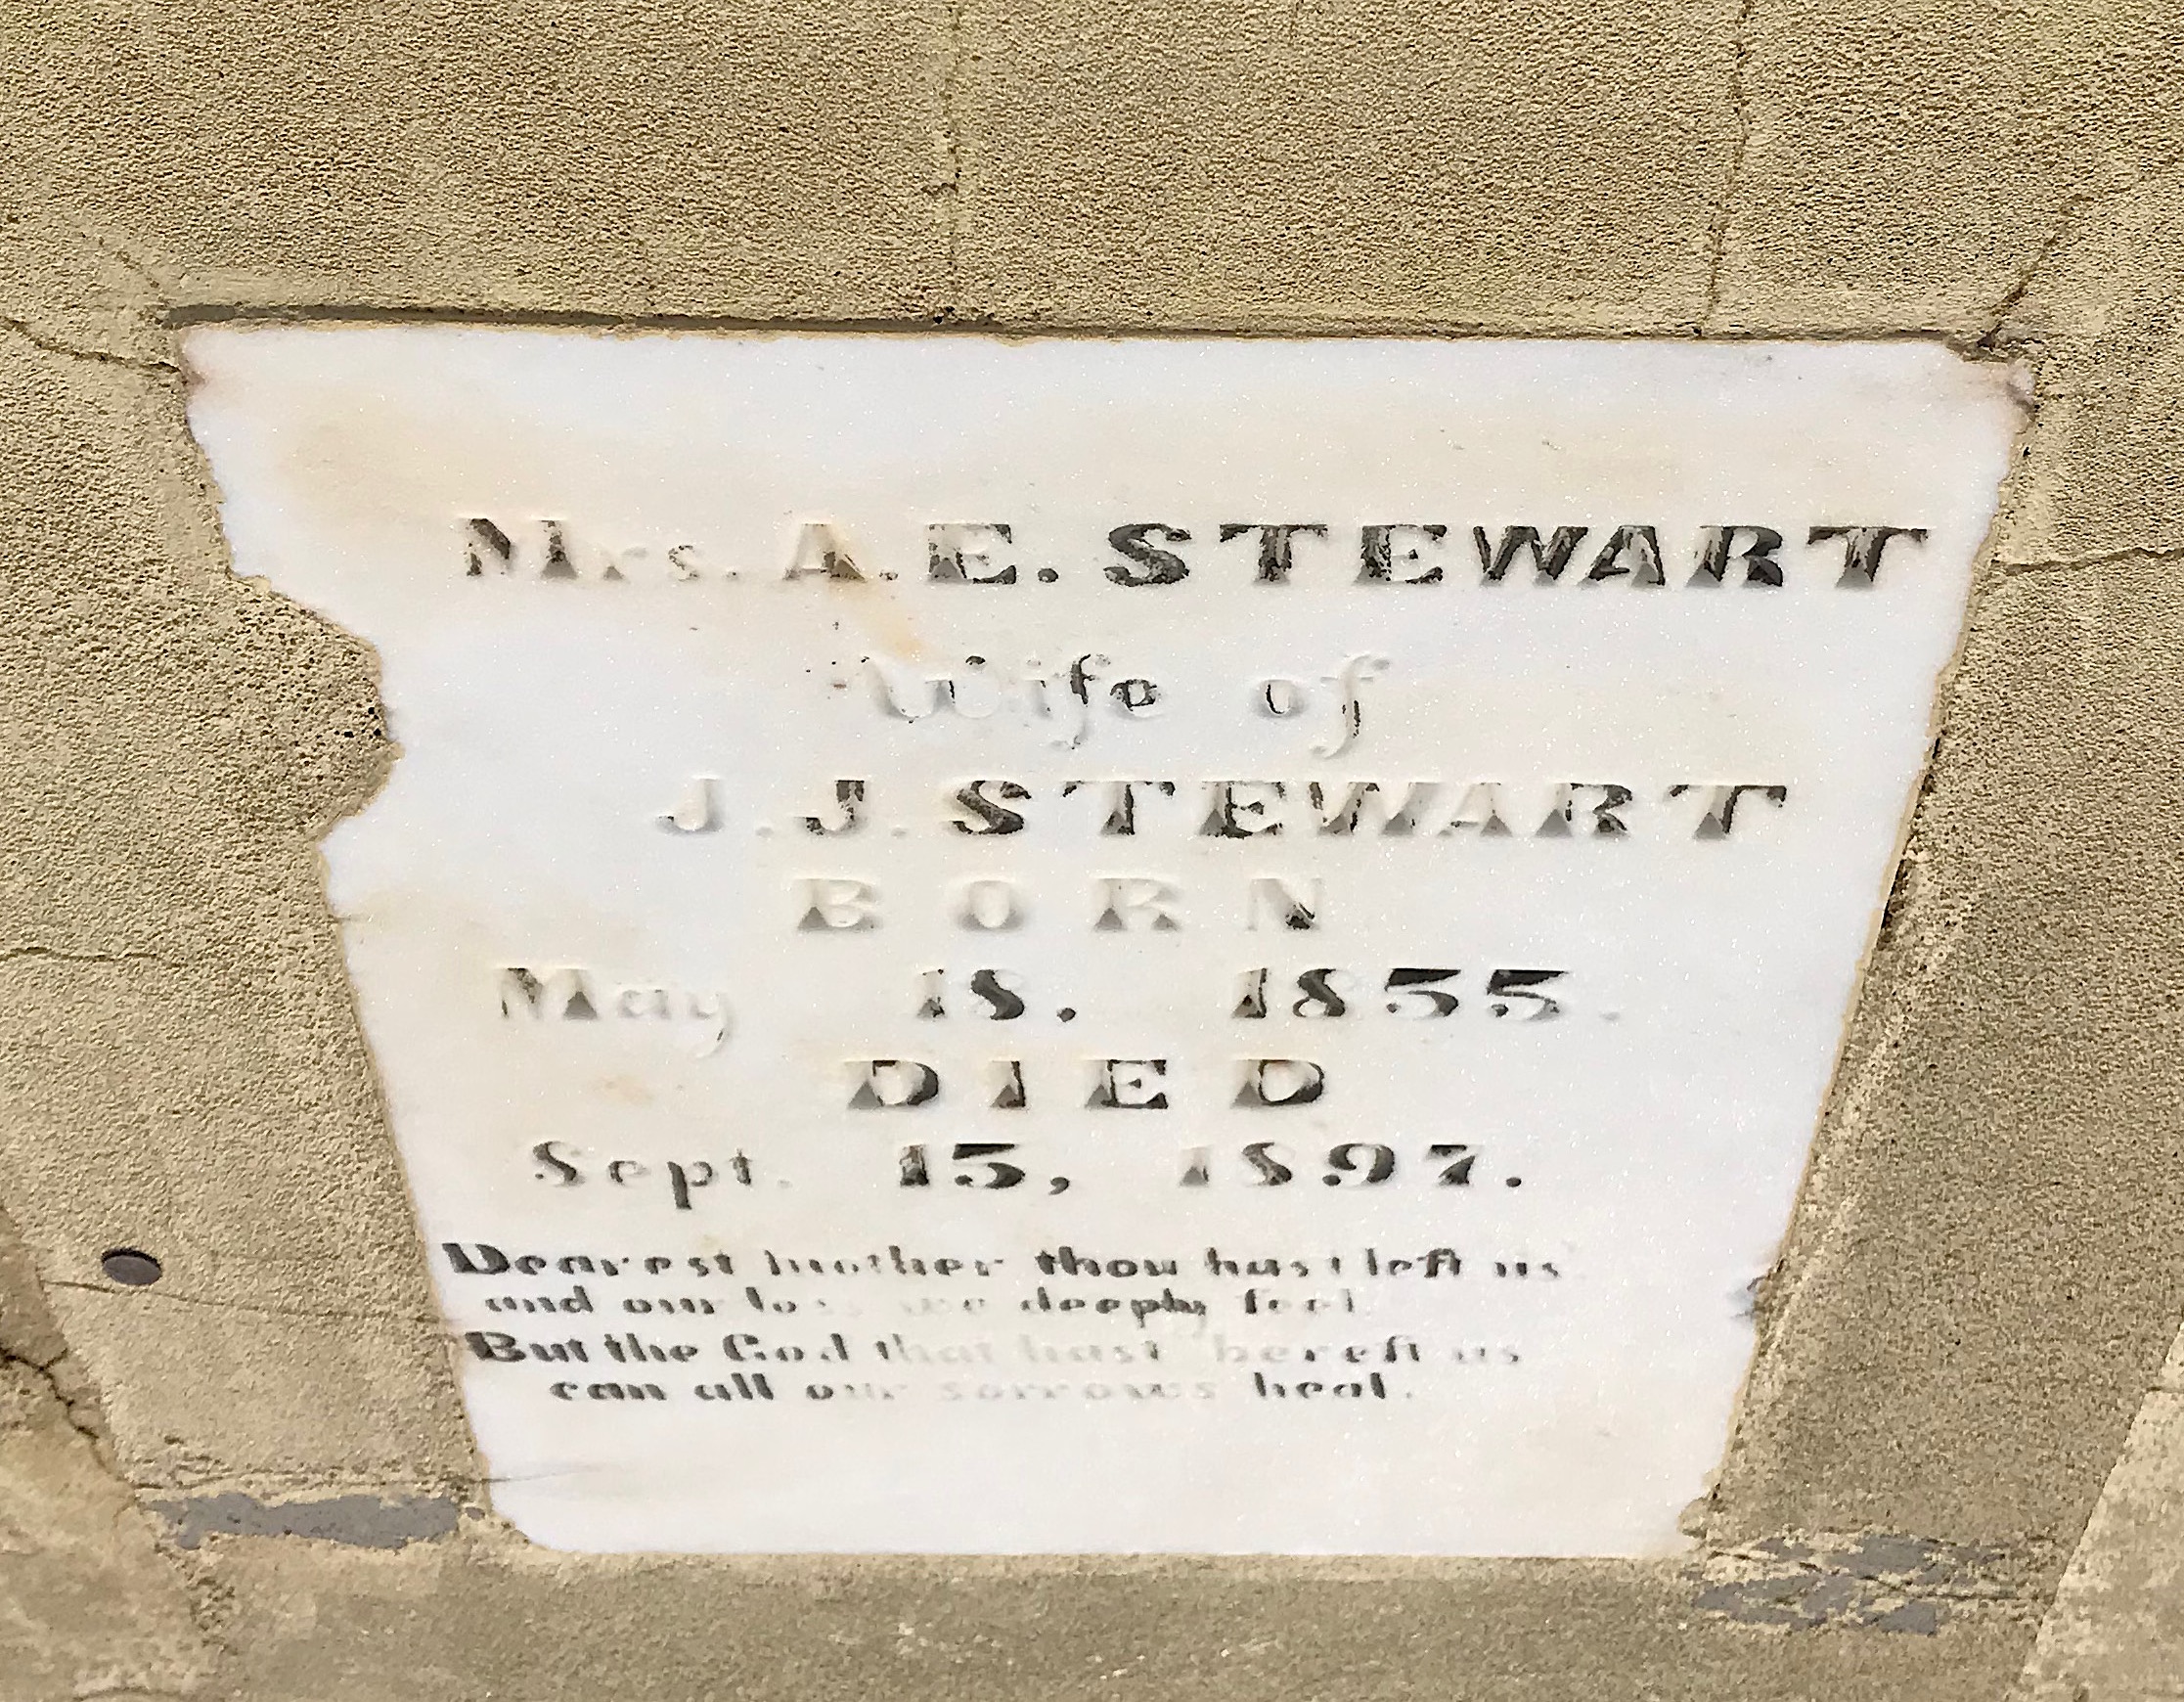 Mrs. A. E. STEWART
Wife of
J. J. STEWART
BORN
May 18. 1855.
DIED
Sept. 15, 1897.
Dearest mother thou hast left us
and our loss we deeply feel.
But the God that hast bereft us
can all our sorrows heal.